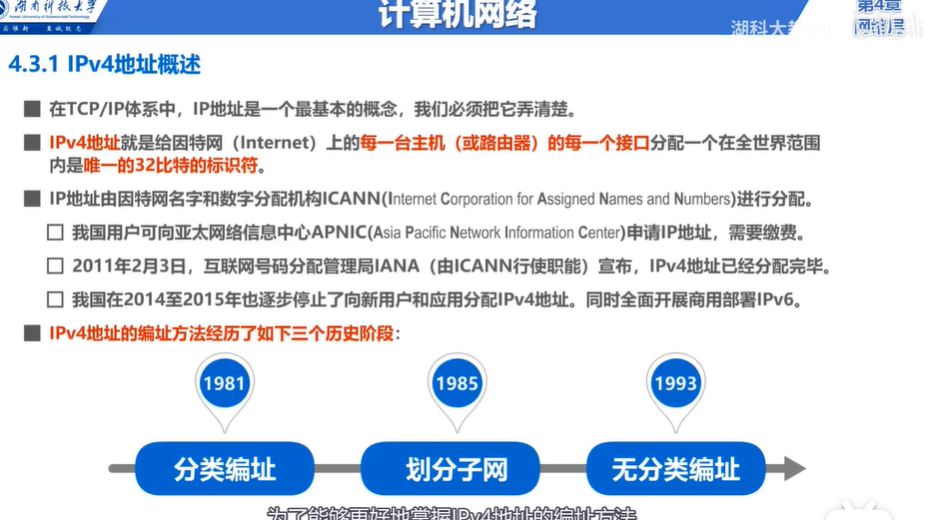 湖南科技大学
Hunan University of Science and Technology
计算机网络
第4章
网络层
湖科大教
4.3.1 IPv4地址概述
在TCP/IP体系中，IP地址是一个最基本的概念，我们必须把它弄清楚。
IPv4地址就是给因特网（Internet）上的每一台主机（或路由器）的每一个接口分配一个在全世界范围
内是唯一的32比特的标识符。
IP地址由因特网名字和数字分配机构ICANN(Internet Corporation for Assigned Names and Numbers)进行分配。
我国用户可向亚太网络信息中心APNIC(Asia Pacific Network Information Center)申请IP地址，需要缴费。
2011年2月3日，互联网号码分配管理局IANA（由ICANN行使职能）宣布，IPv4地址已经分配完毕。
我国在2014至2015年也逐步停止了向新用户和应用分配IPv4地址。同时全面开展商用部署IPv6。
IPv4地址的编址方法经历了如下三个历史阶段：
1981 1985 1993
分类编址 划分子网 无分类编址
为了能够更好地掌握IPv4地址的编址方法